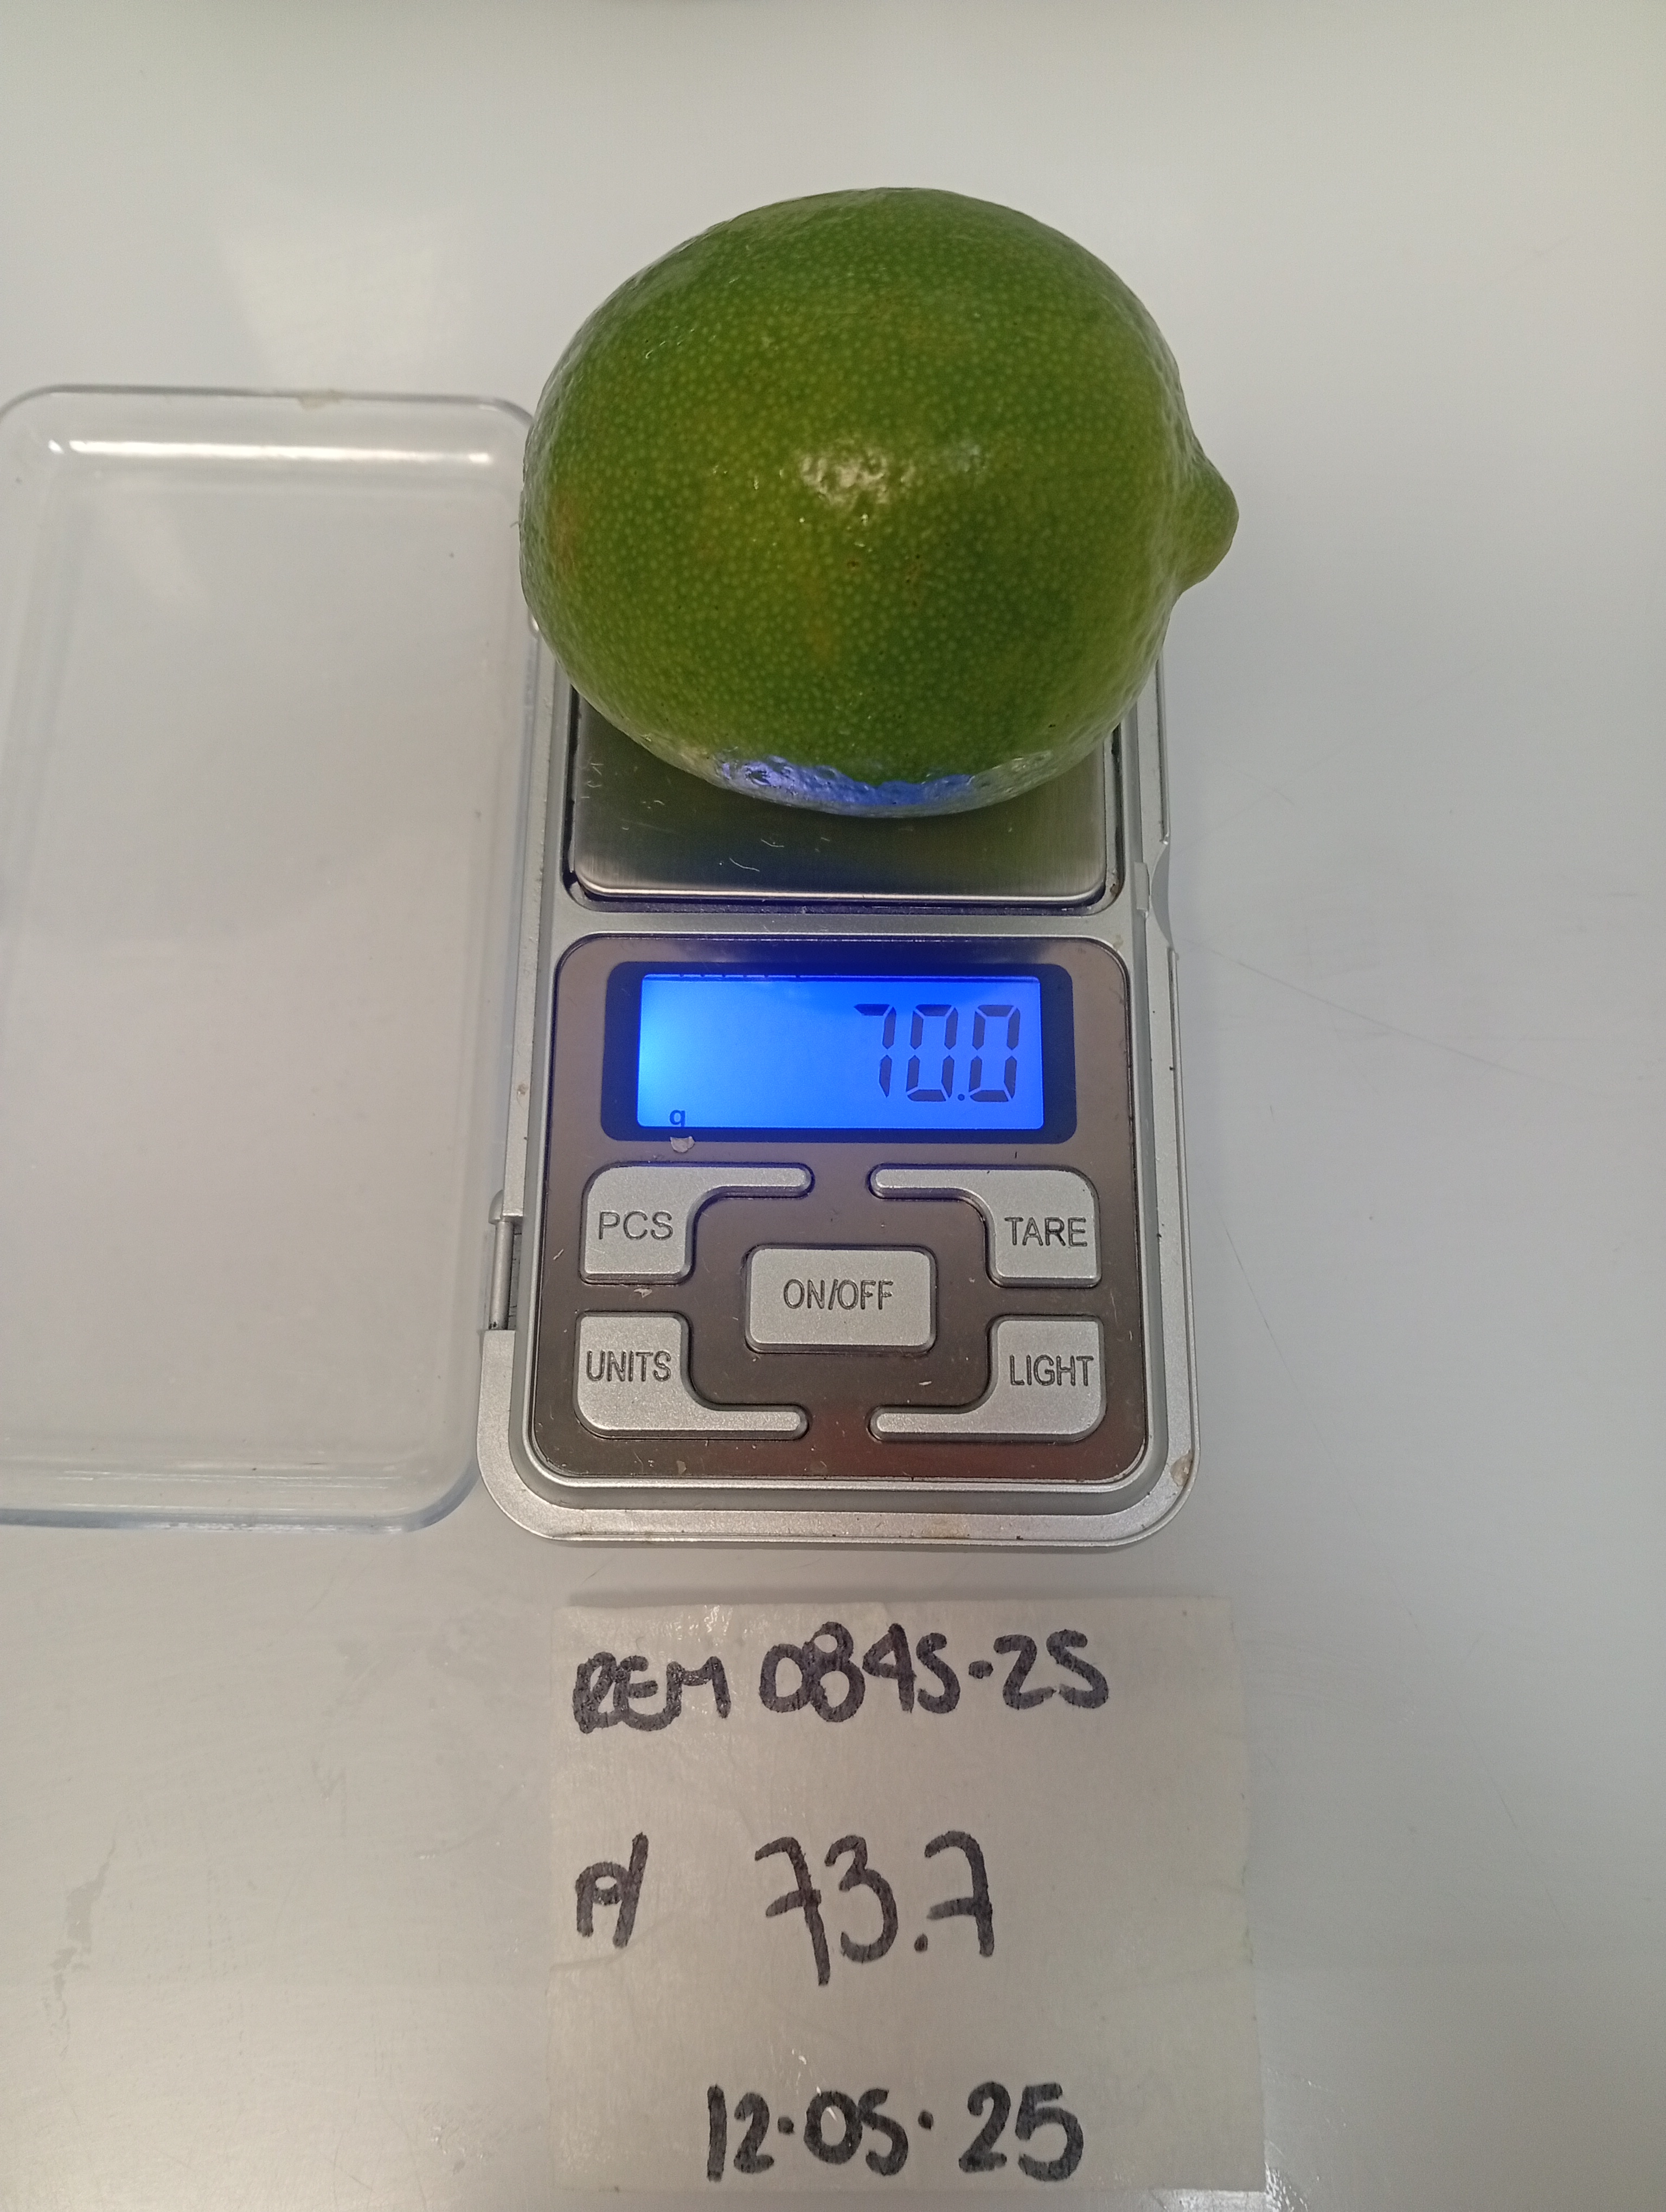 70.0
g
PCS
TARE
ON/OFF
UNITS
LIGHT
REM 0845-25
A/ 73.7
12.05.25